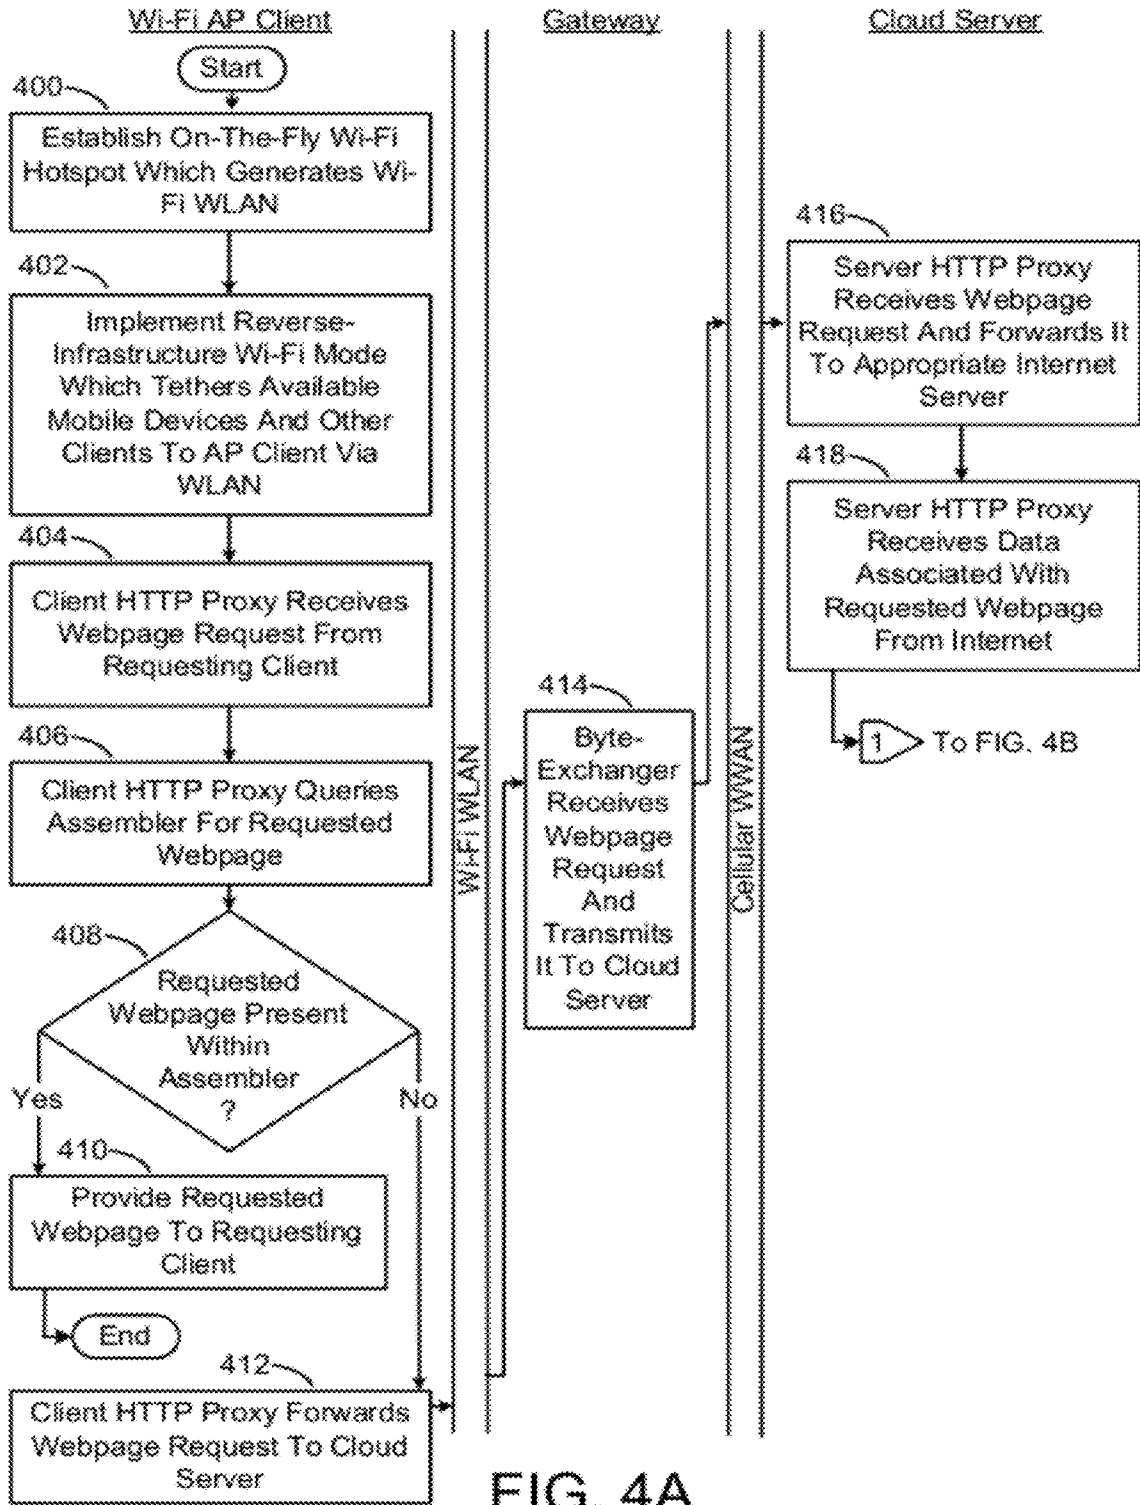 Wi-Fi AP Client
Gateway
Cloud Server
Start
400
Establish On-The-Fly Wi-Fi
Hotspot Which Generates Wi-
Fi WLAN
402
Implement Reverse-
Infrastructure Wi-Fi Mode
Which Tethers Available
Mobile Devices And Other
Clients To AP Client Via
WLAN
404
Client HTTP Proxy Receives
Webpage Request From
Requesting Client
406
Client HTTP Proxy Queries
Assembler For Requested
Webpage
408
Requested
Webpage Present
Within
Assembler
?
Yes
No
410
Provide Requested
Webpage To Requesting
Client
End
412
Client HTTP Proxy Forwards
Webpage Request To Cloud
Server
Wi-Fi WLAN
414
Byte-
Exchanger
Receives
Webpage
Request
And
Transmits
It To Cloud
Server
Cellular WWAN
416
Server HTTP Proxy
Receives Webpage
Request And Forwards It
To Appropriate Internet
Server
418
Server HTTP Proxy
Receives Data
Associated With
Requested Webpage
From Internet
1
To FIG. 4B
FIG. 4A